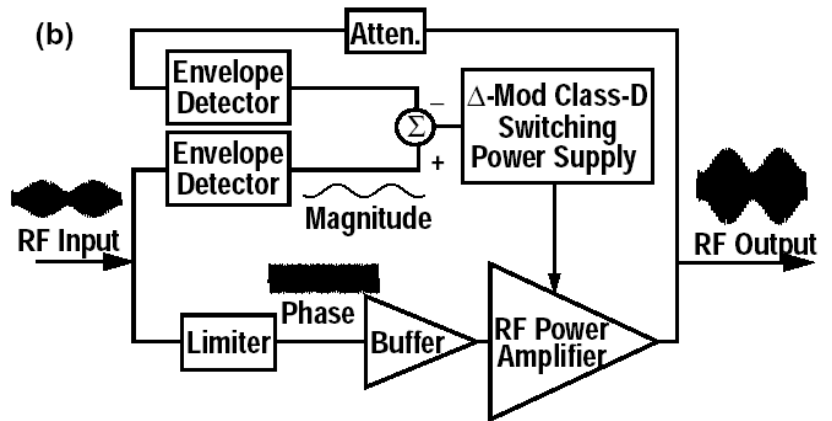 (b)
Atten.
Envelope
Detector
−
Σ
+
Δ-Mod Class-D
Switching
Power Supply
Envelope
Detector
Magnitude
RF Input
RF Output
Phase
Limiter
Buffer
RF Power
Amplifier